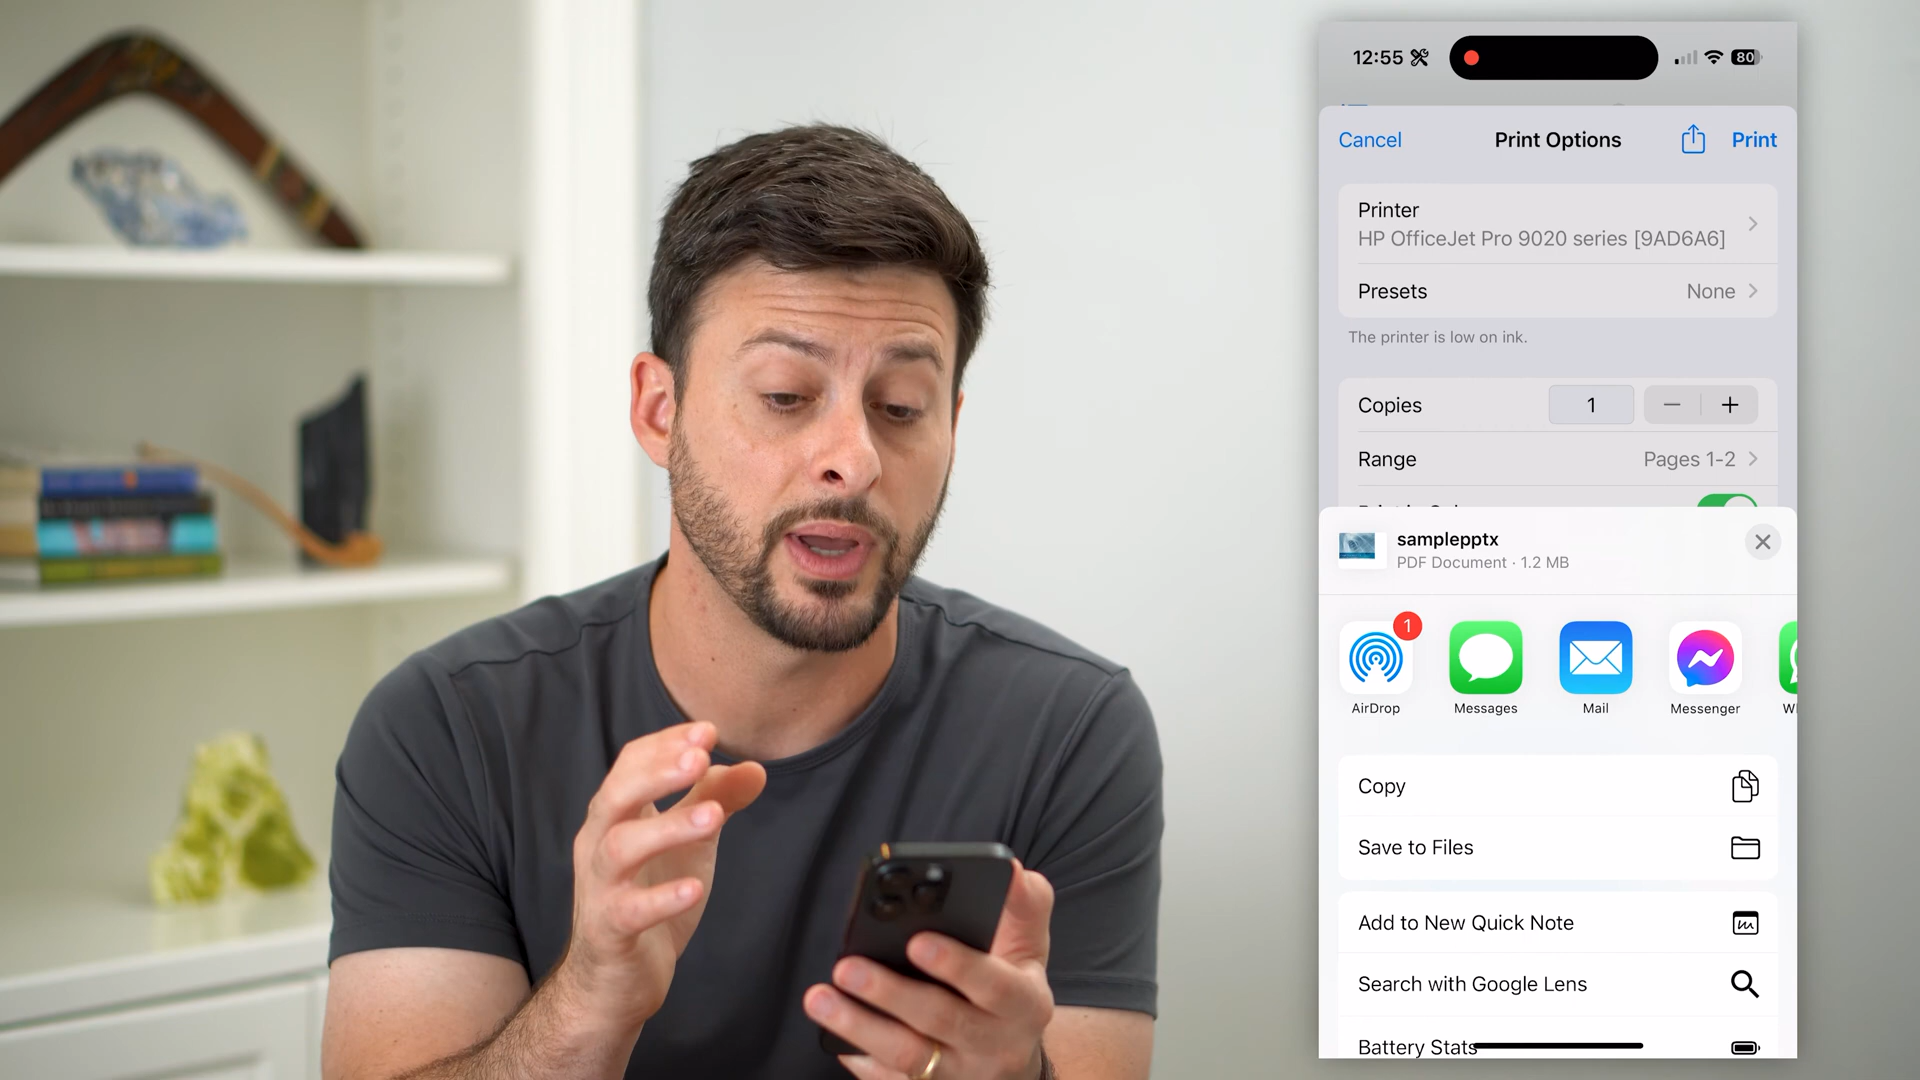 12:55
80
Cancel
Print Options
Print
Printer
HP OfficeJet Pro 9020 series [9AD6A6]
Presets
None
The printer is low on ink.
Copies
1
Range
Pages 1-2
samplepptx
PDF Document · 1.2 MB
1
AirDrop
Messages
Mail
Messenger
Copy
Save to Files
Add to New Quick Note
Search with Google Lens
Battery Stats